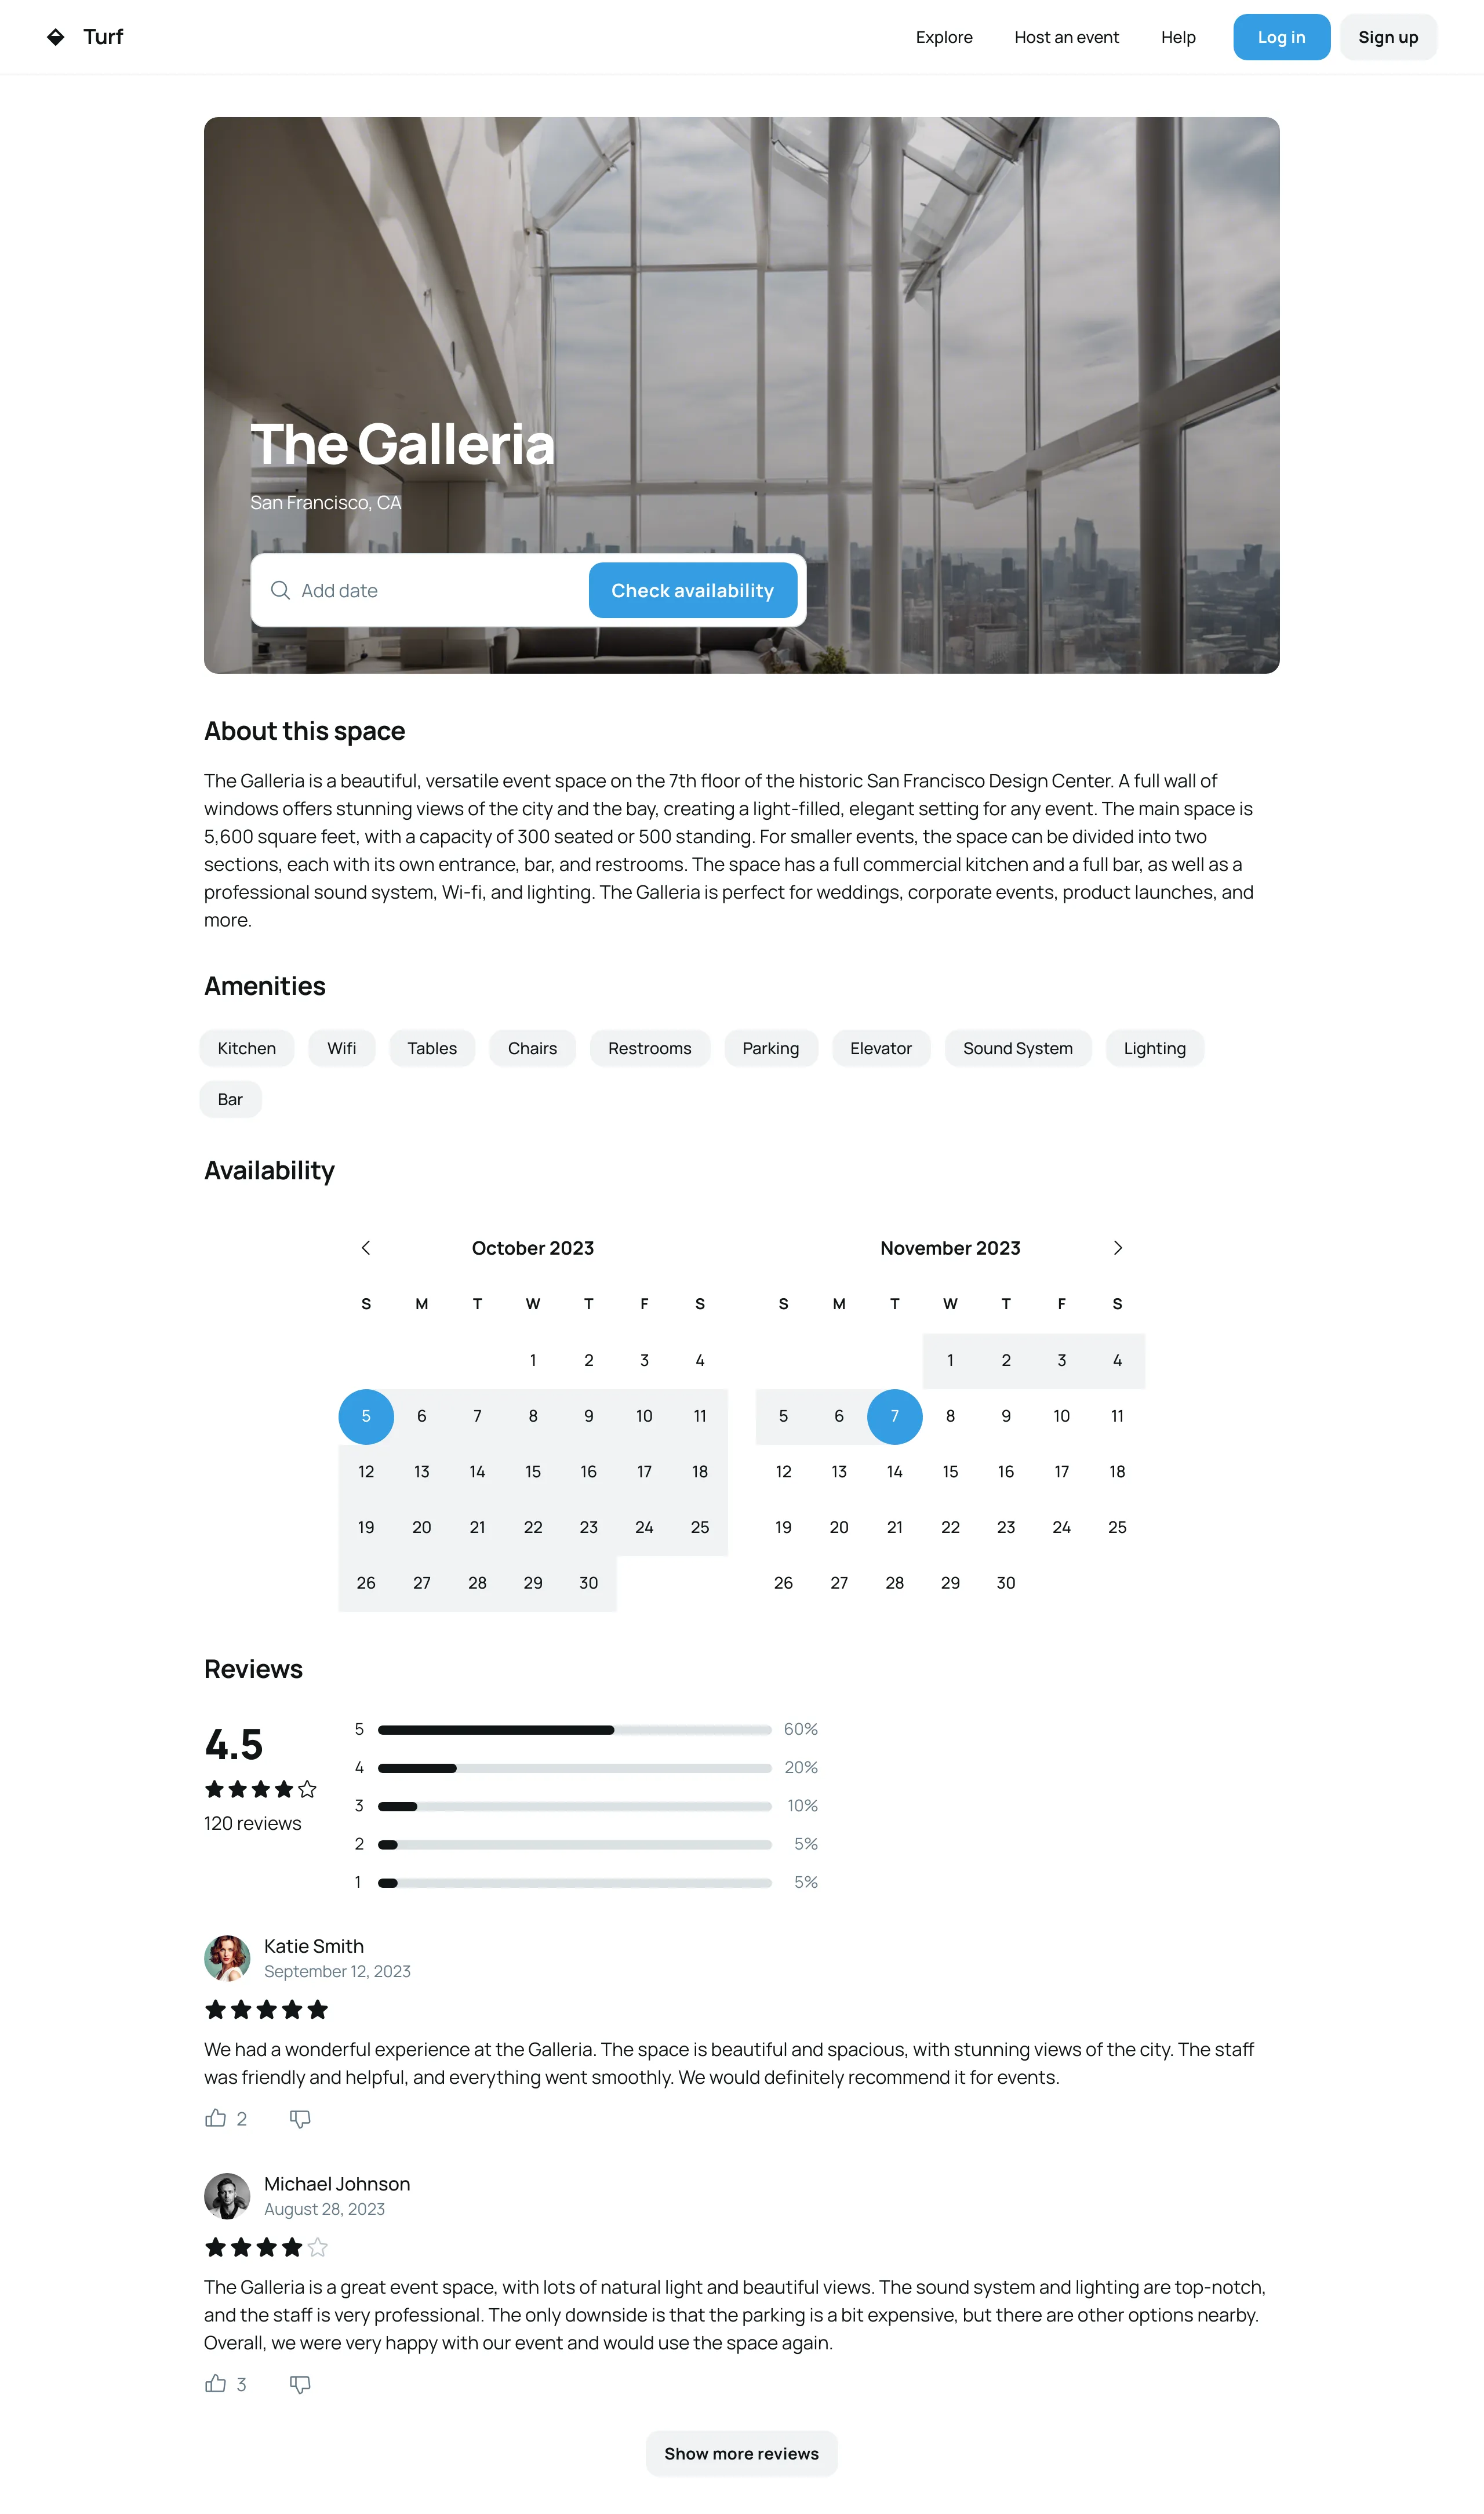 Turf
Explore
Host an event
Help
Log in
Sign up
The Galleria
San Francisco, CA
Add date
Check availability
About this space
The Galleria is a beautiful, versatile event space on the 7th floor of the historic San Francisco Design Center. A full wall of
windows offers stunning views of the city and the bay, creating a light-filled, elegant setting for any event. The main space is
5,600 square feet, with a capacity of 300 seated or 500 standing. For smaller events, the space can be divided into two
sections, each with its own entrance, bar, and restrooms. The space has a full commercial kitchen and a full bar, as well as a
professional sound system, Wi-fi, and lighting. The Galleria is perfect for weddings, corporate events, product launches, and
more.
Amenities
Kitchen
Wifi
Tables
Chairs
Restrooms
Parking
Elevator
Sound System
Lighting
Bar
Availability
October 2023
S M T W T F S
1 2 3 4
5 6 7 8 9 10 11
12 13 14 15 16 17 18
19 20 21 22 23 24 25
26 27 28 29 30
November 2023
S M T W T F S
1 2 3 4
5 6 7 8 9 10 11
12 13 14 15 16 17 18
19 20 21 22 23 24 25
26 27 28 29 30
Reviews
4.5
120 reviews
5 60%
4 20%
3 10%
2 5%
1 5%
Katie Smith
September 12, 2023
We had a wonderful experience at the Galleria. The space is beautiful and spacious, with stunning views of the city. The staff
was friendly and helpful, and everything went smoothly. We would definitely recommend it for events.
2
Michael Johnson
August 28, 2023
The Galleria is a great event space, with lots of natural light and beautiful views. The sound system and lighting are top-notch,
and the staff is very professional. The only downside is that the parking is a bit expensive, but there are other options nearby.
Overall, we were very happy with our event and would use the space again.
3
Show more reviews